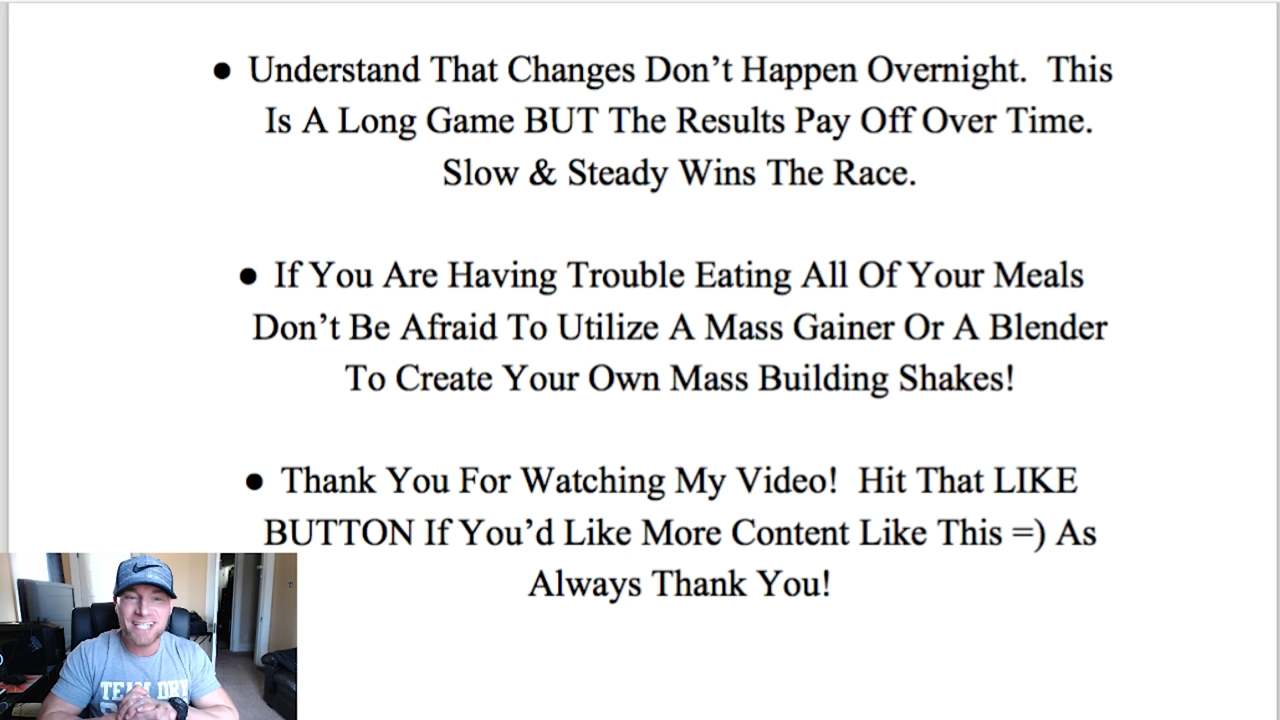 ● Understand That Changes Don’t Happen Overnight.  This
Is A Long Game BUT The Results Pay Off Over Time.
Slow & Steady Wins The Race.
● If You Are Having Trouble Eating All Of Your Meals
Don’t Be Afraid To Utilize A Mass Gainer Or A Blender
To Create Your Own Mass Building Shakes!
● Thank You For Watching My Video!  Hit That LIKE
BUTTON If You’d Like More Content Like This =) As
Always Thank You!
TEAM DRY